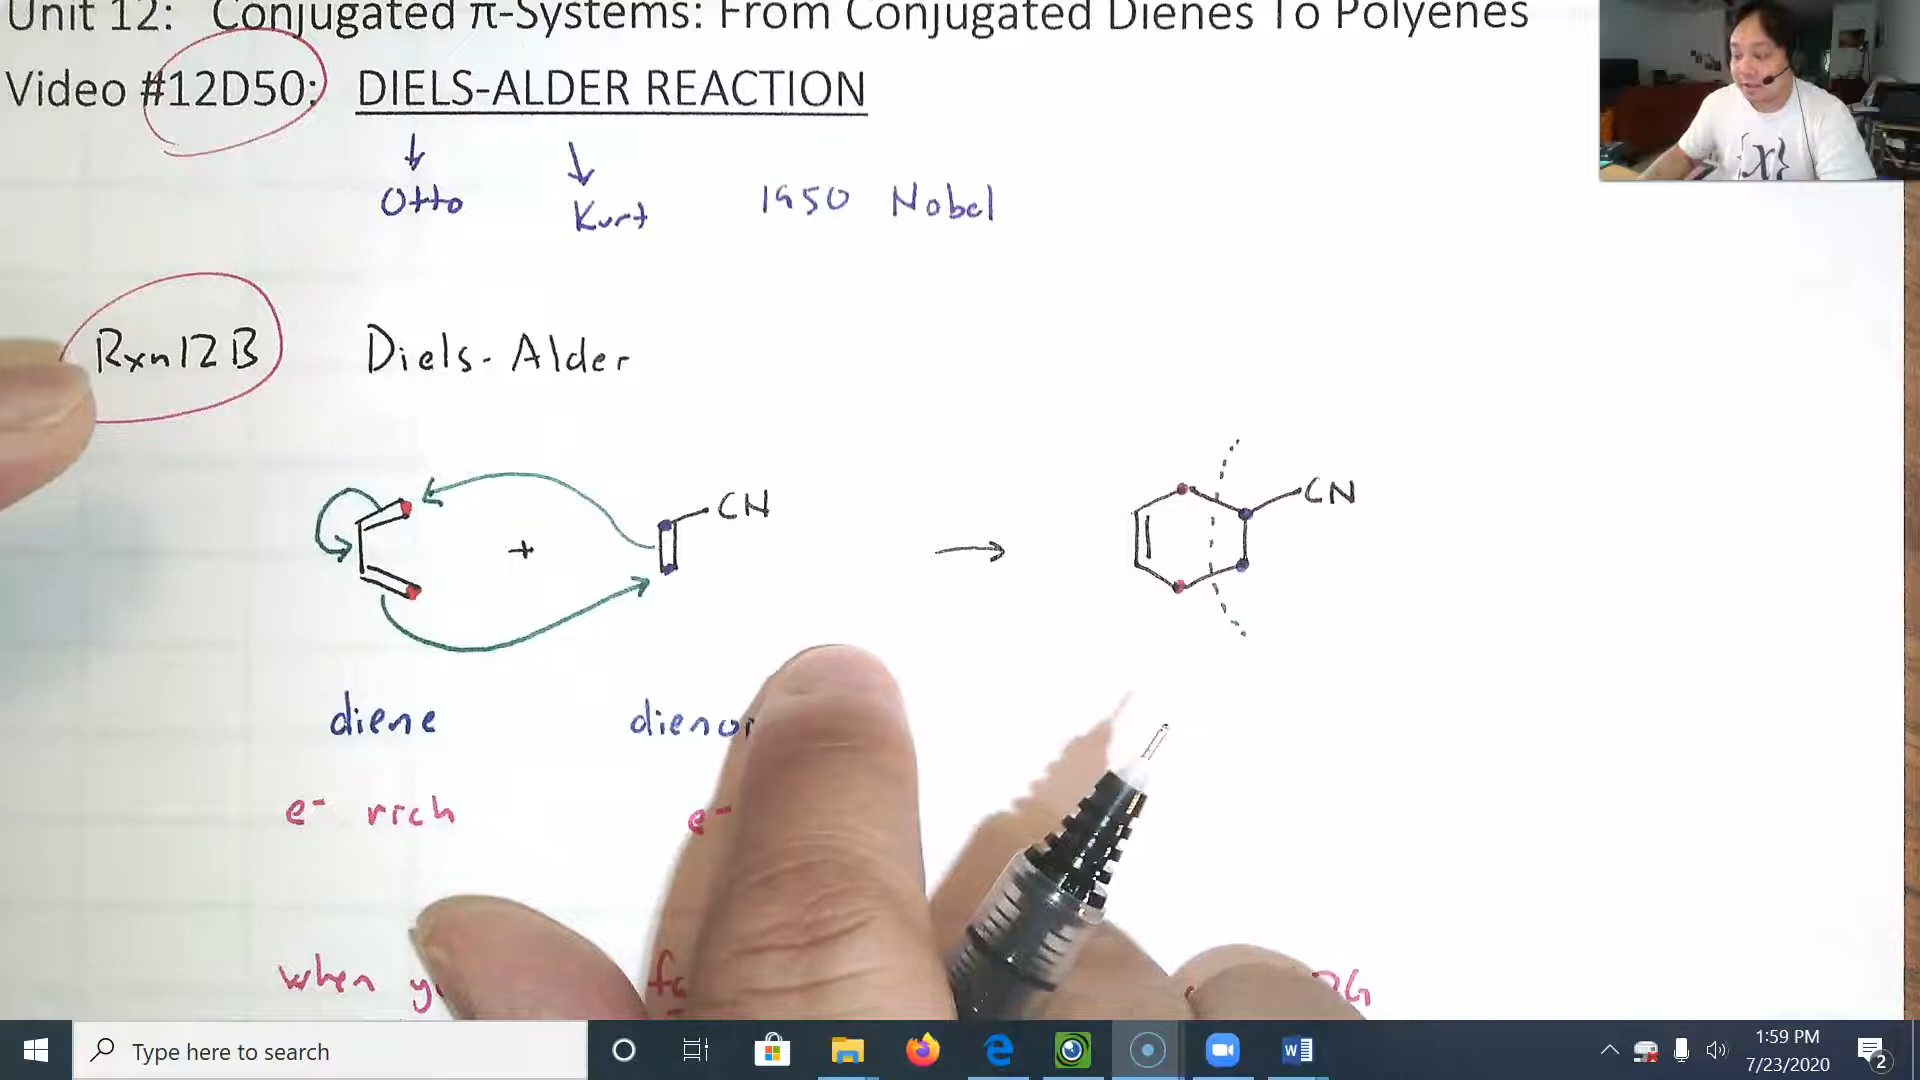 Unit 12: Conjugated π-Systems: From Conjugated Dienes To Polyenes
Video #12D50: DIELS-ALDER REACTION
Otto Kurt 1950 Nobel
{x}
Rxn12B Diels-Alder
+ CN → CN
diene
e⁻ rich e⁻
when
Type here to search
1:59 PM
7/23/2020
2